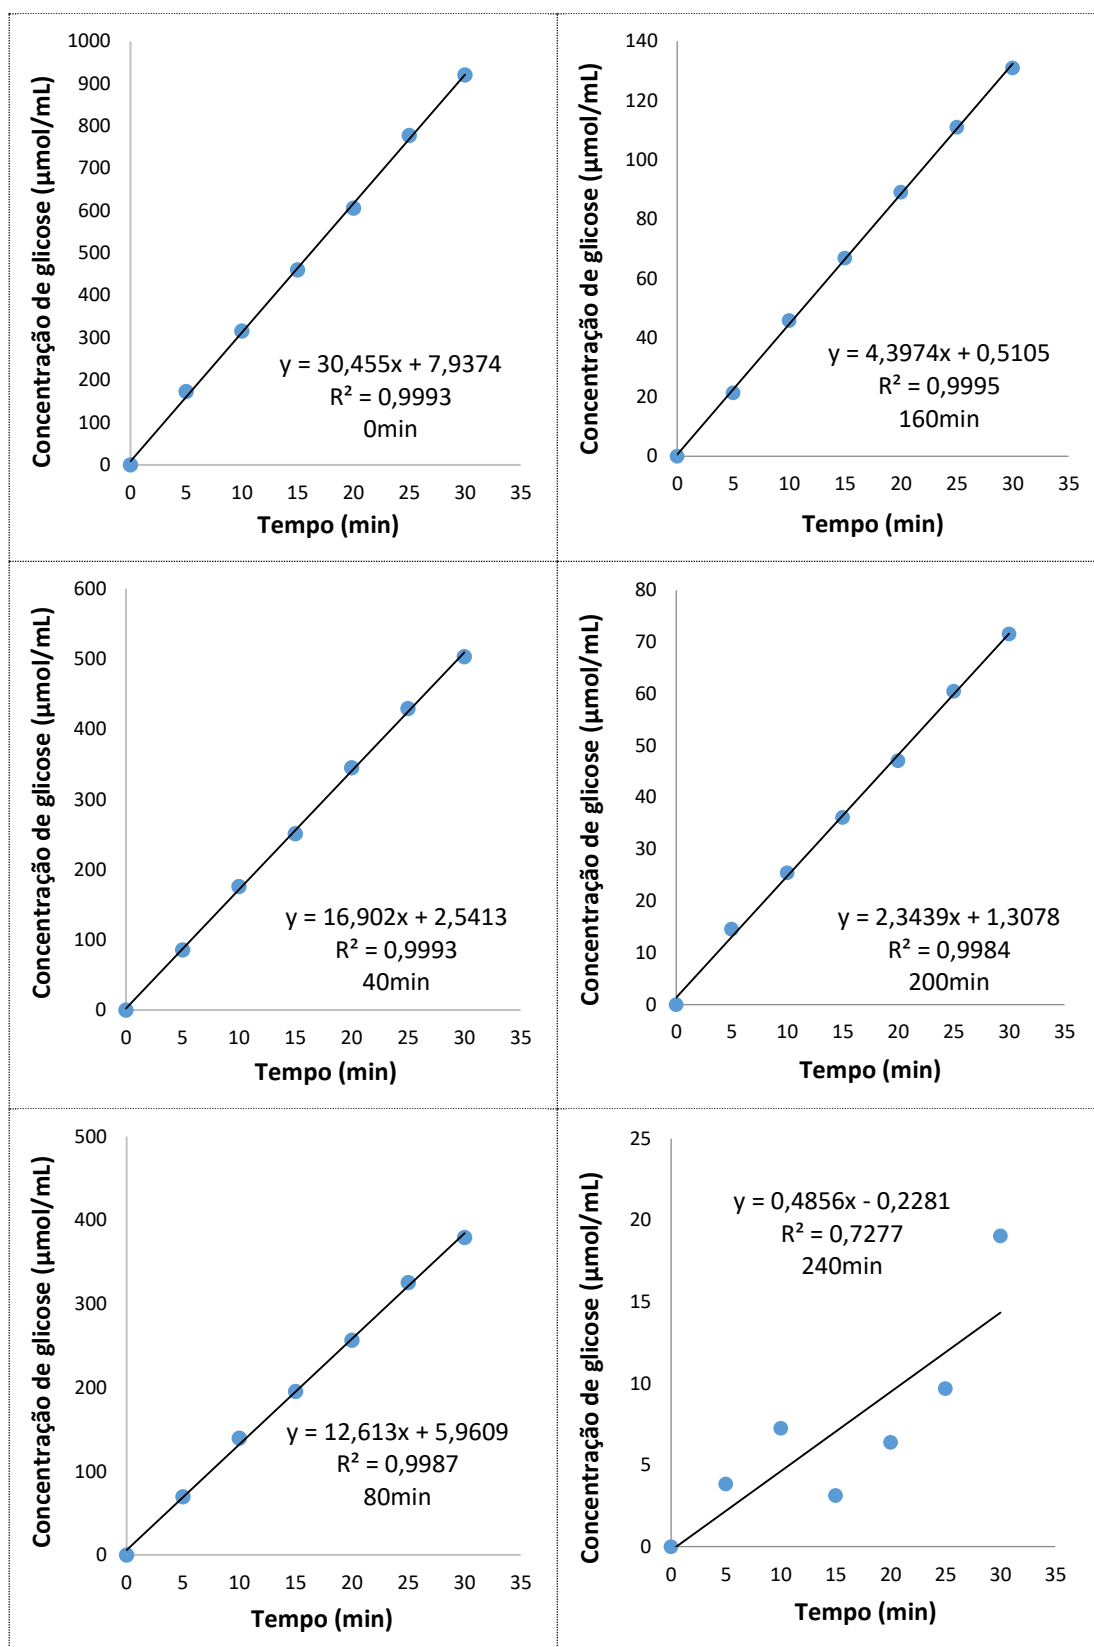 Concentração de glicose (µmol/mL)
1000
900
800
700
600
500
400
300
200
100
0
y = 30,455x + 7,9374
R² = 0,9993
0min
0 5 10 15 20 25 30 35
Tempo (min)
Concentração de glicose (µmol/mL)
140
120
100
80
60
40
20
0
y = 4,3974x + 0,5105
R² = 0,9995
160min
0 5 10 15 20 25 30 35
Tempo (min)
Concentração de glicose (µmol/mL)
600
500
400
300
200
100
0
y = 16,902x + 2,5413
R² = 0,9993
40min
0 5 10 15 20 25 30 35
Tempo (min)
Concentração de glicose (µmol/mL)
80
70
60
50
40
30
20
10
0
y = 2,3439x + 1,3078
R² = 0,9984
200min
0 5 10 15 20 25 30 35
Tempo (min)
Concentração de glicose (µmol/mL)
500
400
300
200
100
0
y = 12,613x + 5,9609
R² = 0,9987
80min
0 5 10 15 20 25 30 35
Tempo (min)
Concentração de glicose (µmol/mL)
25
20
15
10
5
0
y = 0,4856x - 0,2281
R² = 0,7277
240min
0 5 10 15 20 25 30 35
Tempo (min)